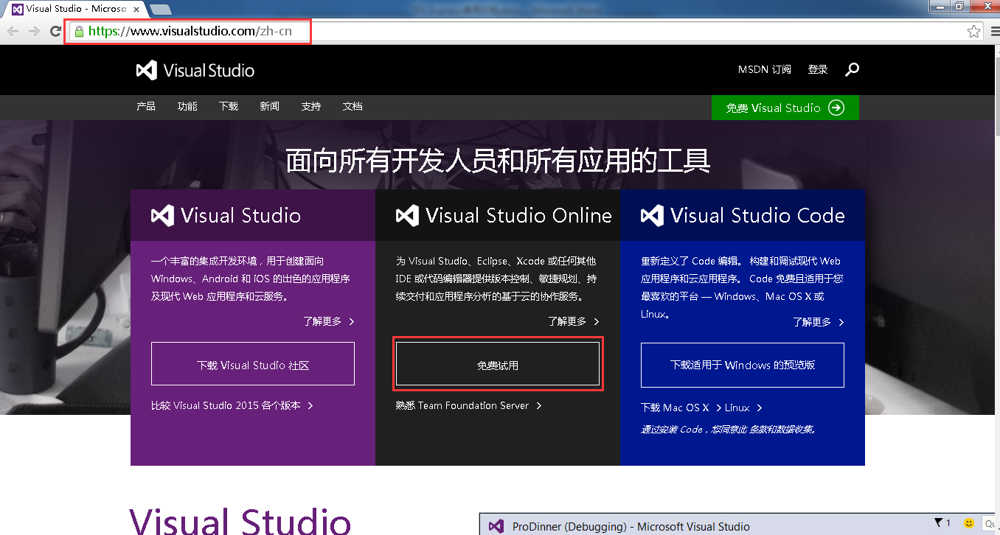 Visual Studio - Microso
https://www.visualstudio.com/zh-cn
Visual Studio
MSDN 订阅 登录
产品 功能 下载 新闻 支持 文档
免费 Visual Studio
面向所有开发人员和所有应用的工具
Visual Studio
一个丰富的集成开发环境，用于创建面向
Windows、Android 和 iOS 的出色的应用程序
及现代 Web 应用程序和云服务。
了解更多
下载 Visual Studio 社区
比较 Visual Studio 2015 各个版本
Visual Studio Online
为 Visual Studio、Eclipse、Xcode 或任何其他
IDE 或代码编辑器提供版本控制、敏捷规划、持
续交付和应用程序分析的基于云的协作服务。
了解更多
免费试用
熟悉 Team Foundation Server
Visual Studio Code
重新定义了 Code 编辑。 构建和调试现代 Web
应用程序和云应用程序。 Code 免费且适用于您
最喜欢的平台 — Windows、Mac OS X 或
Linux。
了解更多
下载适用于 Windows 的预览版
下载 Mac OS X Linux
通过安装 Code，您同意此 条款和数据收集。
Visual Studio
ProDinner (Debugging) - Microsoft Visual Studio
1
Qu